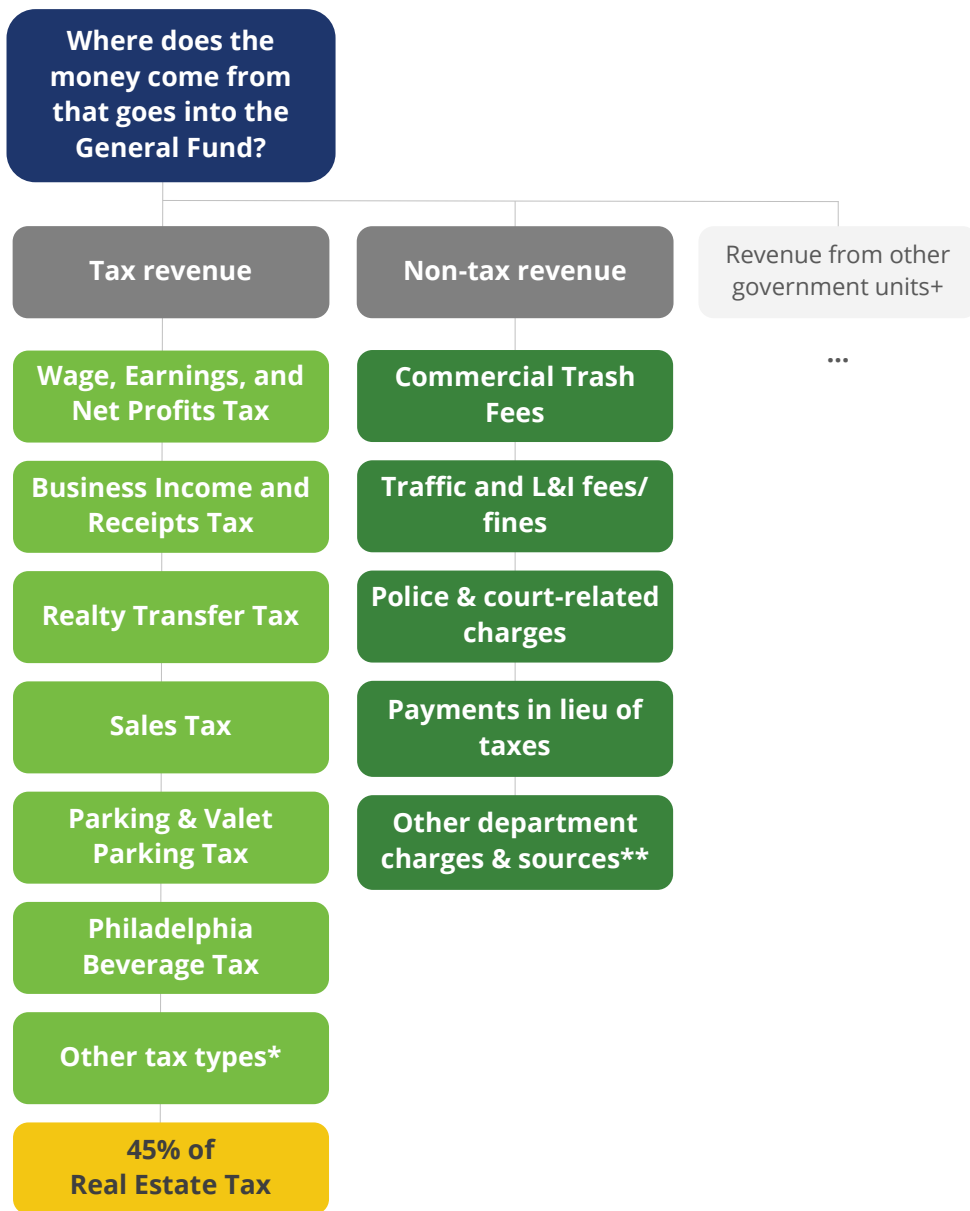 Where does the
money come from
that goes into the
General Fund?
Tax revenue
Wage, Earnings, and
Net Profits Tax
Business Income and
Receipts Tax
Realty Transfer Tax
Sales Tax
Parking & Valet
Parking Tax
Philadelphia
Beverage Tax
Other tax types*
45% of
Real Estate Tax
Non-tax revenue
Commercial Trash
Fees
Traffic and L&I fees/
fines
Police & court-related
charges
Payments in lieu of
taxes
Other department
charges & sources**
Revenue from other
government units+
...